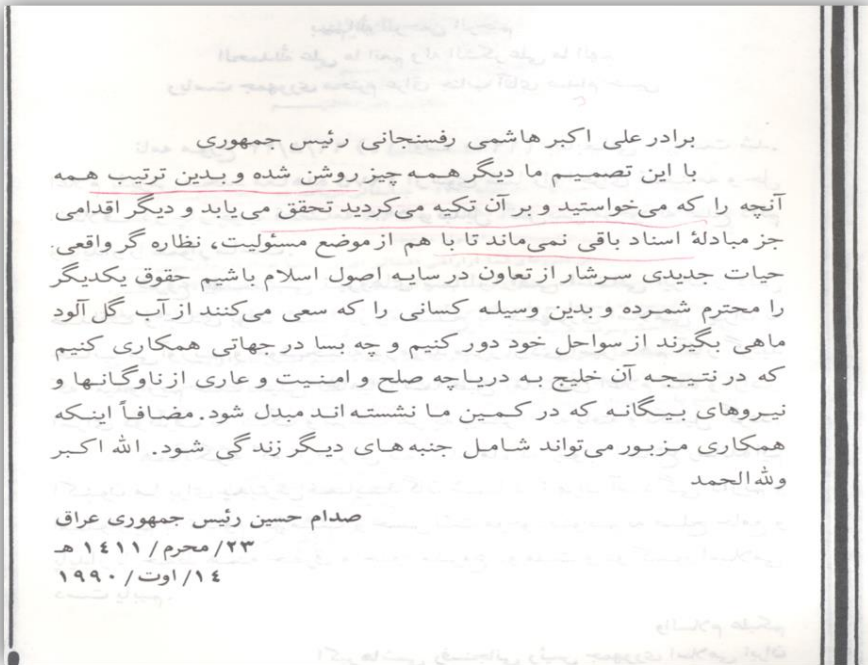 برادر علی اکبر هاشمی رفسنجانی رئیس جمهوری
با این تصمیم ما دیگر همه چیز روشن شده و بدین ترتیب همه
آنچه را که می‌خواستید و بر آن تکیه می‌کردید تحقق می‌یابد و دیگر اقدامی
جز مبادلهٔ اسناد باقی نمی‌ماند تا با هم از موضع مسئولیت، نظاره گر واقعی
حیات جدیدی سرشار از تعاون در سایه اصول اسلام باشیم حقوق یکدیگر
را محترم شمرده و بدین وسیله کسانی را که سعی می‌کنند از آب گل آلود
ماهی بگیرند از سواحل خود دور کنیم و چه بسا در جهاتی همکاری کنیم
که در نتیجه آن خلیج به دریاچه صلح و امنیت و عاری از ناوگانها و
نیروهای بیگانه که در کمین ما نشسته اند مبدل شود. مضافاً اینکه
همکاری مزبور می‌تواند شامل جنبه های دیگر زندگی شود. الله اکبر
ولله الحمد
صدام حسین رئیس جمهوری عراق
۲۳/ محرم/ ۱۴۱۱ هـ
۱۴/ اوت/ ۱۹۹۰